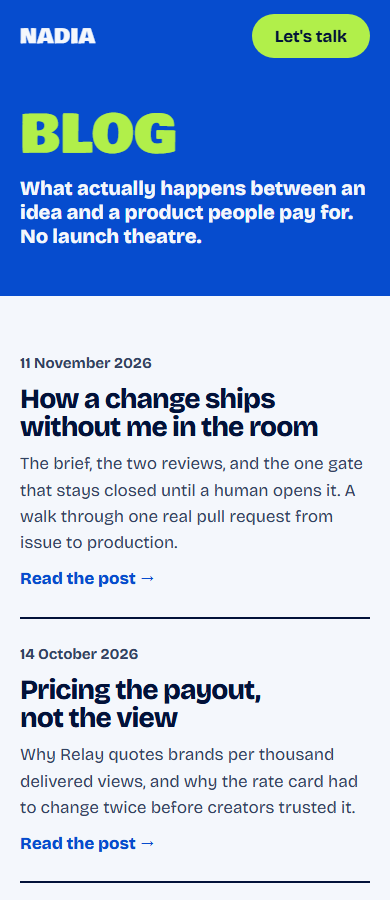 NADIA
Let's talk
BLOG
What actually happens between an
idea and a product people pay for.
No launch theatre.
11 November 2026
How a change ships
without me in the room
The brief, the two reviews, and the one gate
that stays closed until a human opens it. A
walk through one real pull request from
issue to production.
Read the post →
14 October 2026
Pricing the payout,
not the view
Why Relay quotes brands per thousand
delivered views, and why the rate card had
to change twice before creators trusted it.
Read the post →